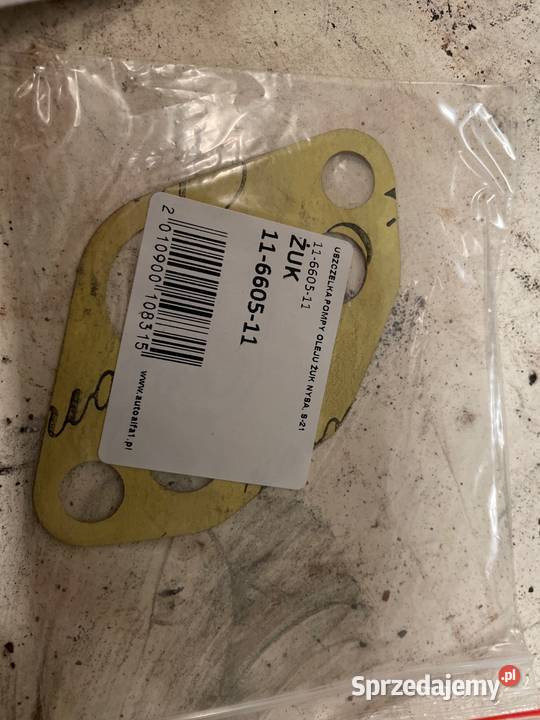 USZCZELKA POMPY OLEJU ŻUK NYSA, S-21
11-6605-11
ŻUK
11-6605-11
2 010900 108315
www.autoalfa1.pl
Sprzedajemy.pl